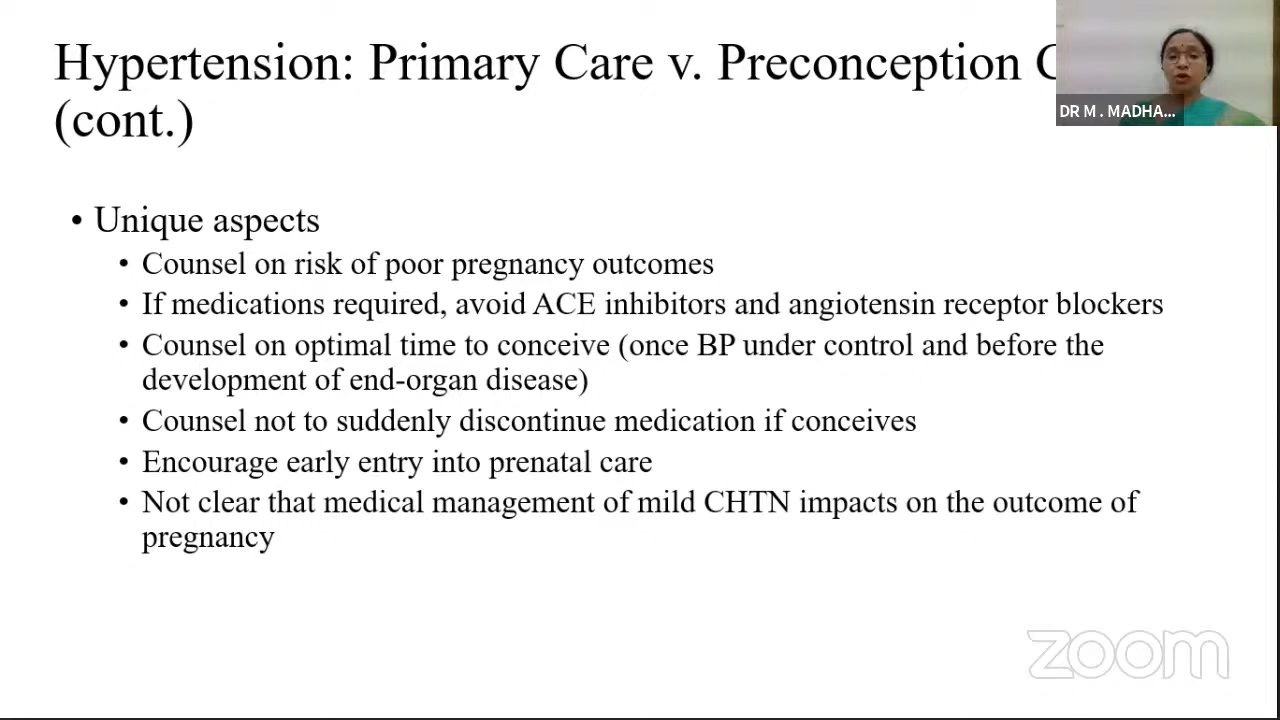 Hypertension: Primary Care v. Preconception C
(cont.)
DR M . MADHA...
• Unique aspects
• Counsel on risk of poor pregnancy outcomes
• If medications required, avoid ACE inhibitors and angiotensin receptor blockers
• Counsel on optimal time to conceive (once BP under control and before the
development of end-organ disease)
• Counsel not to suddenly discontinue medication if conceives
• Encourage early entry into prenatal care
• Not clear that medical management of mild CHTN impacts on the outcome of
pregnancy
zoom